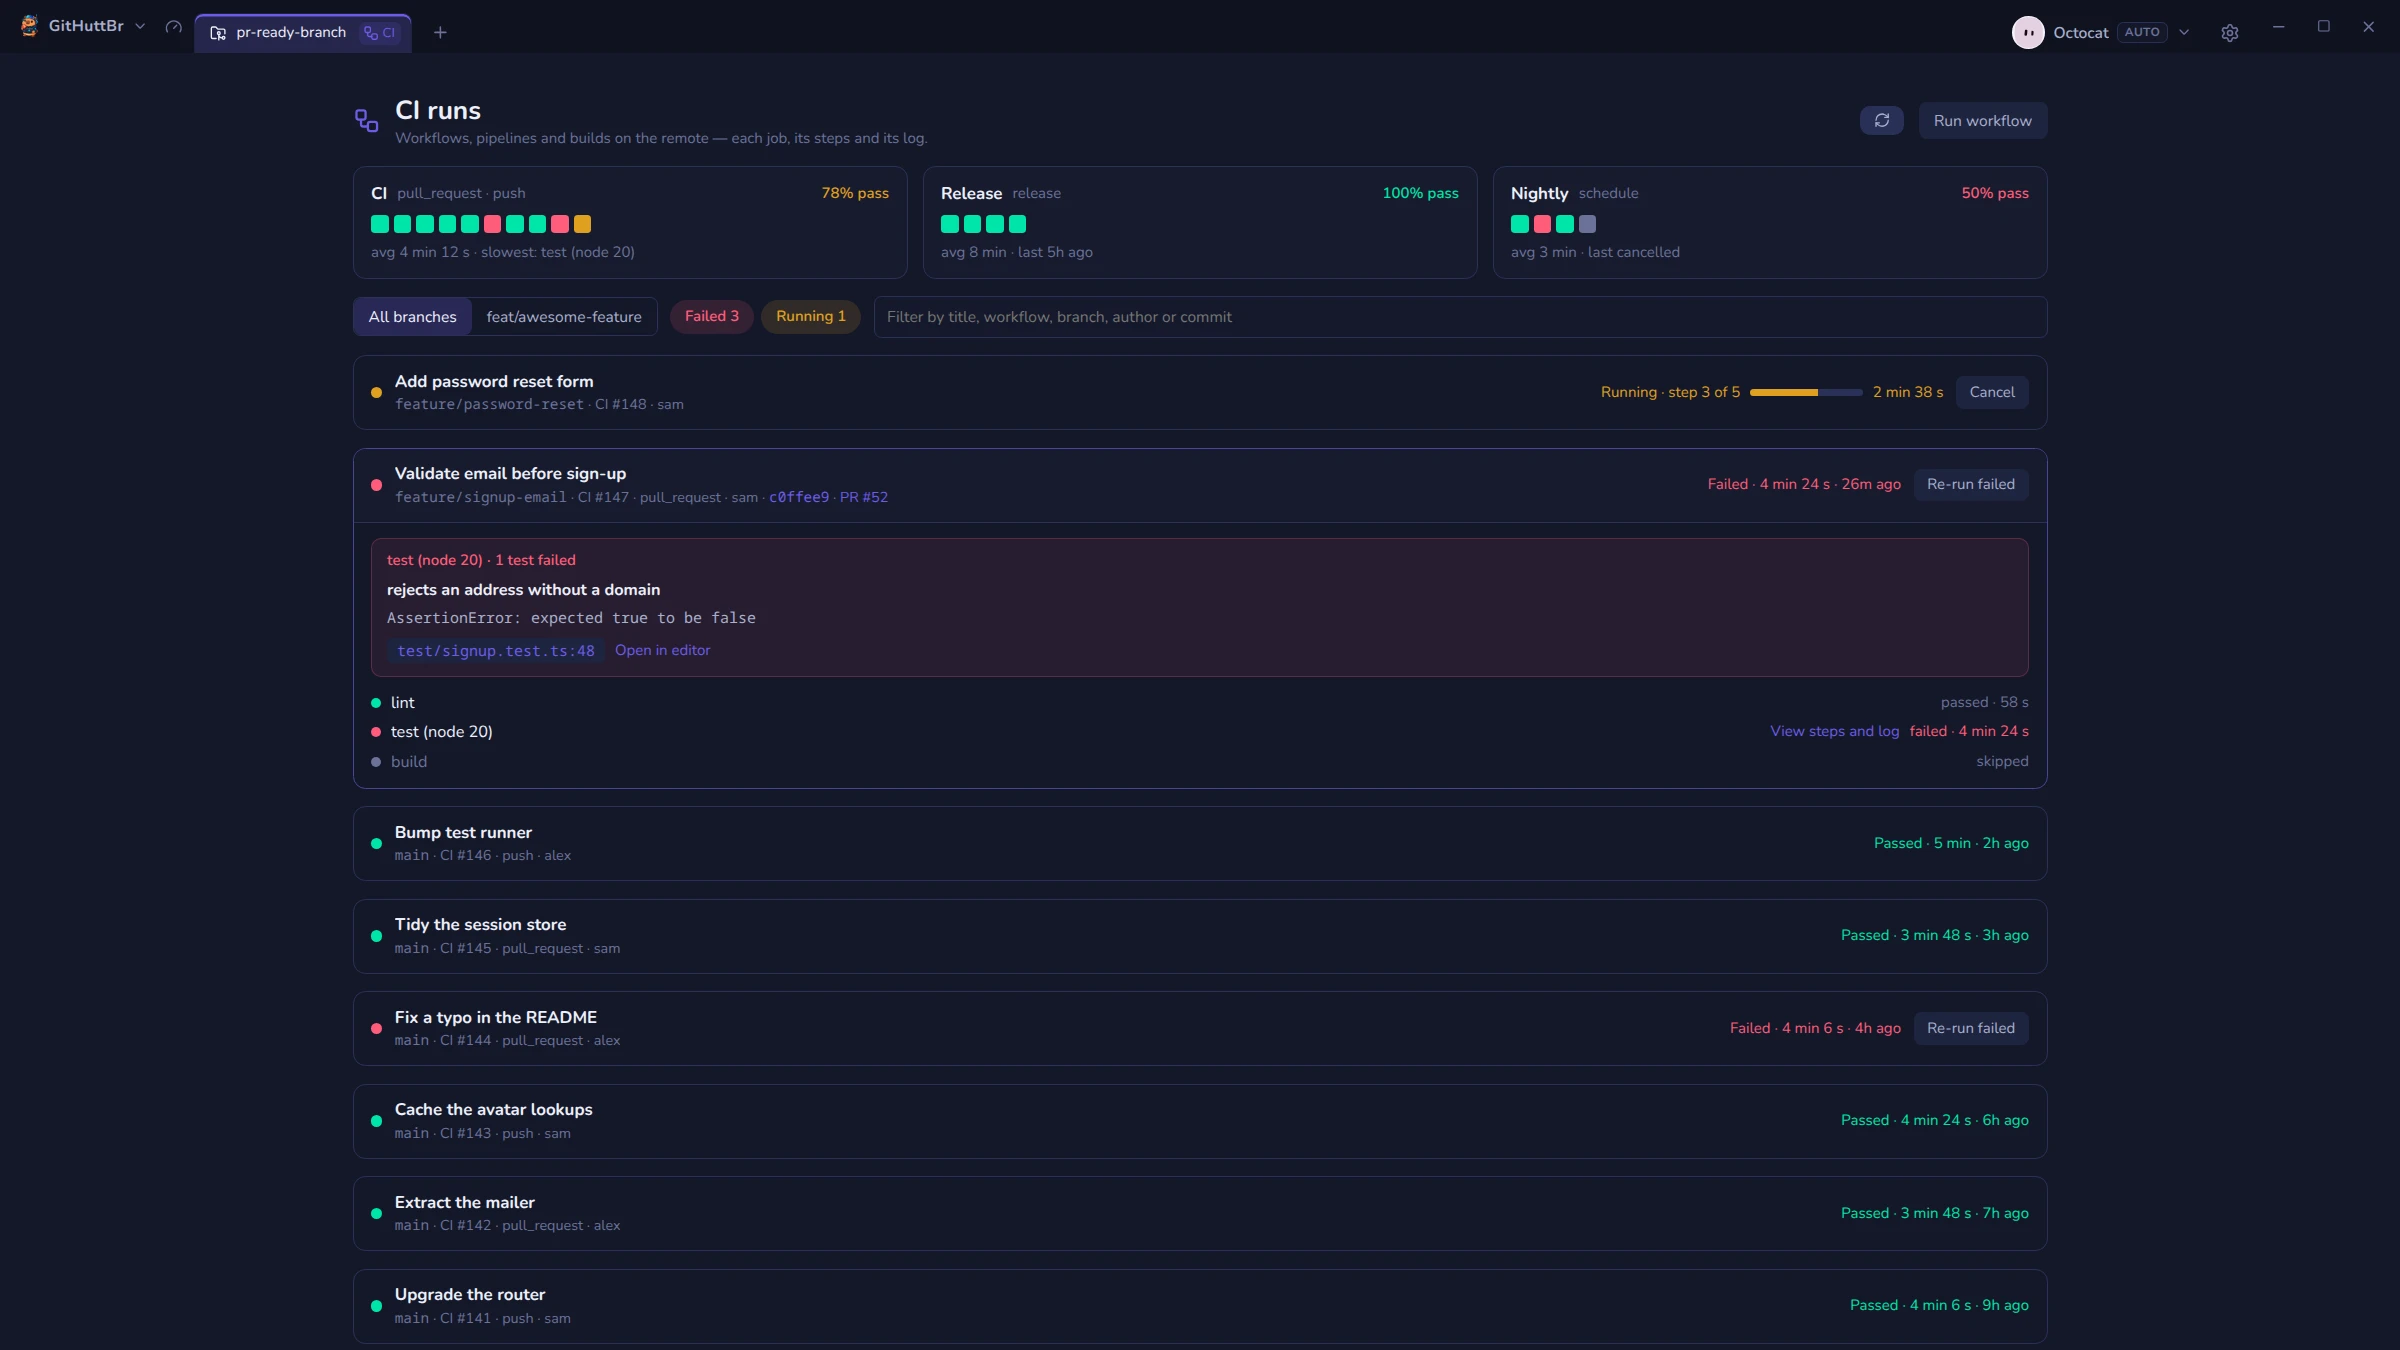 GitHuttBr
pr-ready-branch CI
Octocat AUTO
CI runs
Workflows, pipelines and builds on the remote — each job, its steps and its log.
Run workflow
CI pull_request · push 78% pass
avg 4 min 12 s · slowest: test (node 20)
Release release 100% pass
avg 8 min · last 5h ago
Nightly schedule 50% pass
avg 3 min · last cancelled
All branches feat/awesome-feature Failed 3 Running 1 Filter by title, workflow, branch, author or commit
Add password reset form
feature/password-reset · CI #148 · sam
Running · step 3 of 5 2 min 38 s Cancel
Validate email before sign-up
feature/signup-email · CI #147 · pull_request · sam · c0ffee9 · PR #52
Failed · 4 min 24 s · 26m ago Re-run failed
test (node 20) · 1 test failed
rejects an address without a domain
AssertionError: expected true to be false
test/signup.test.ts:48 Open in editor
lint passed · 58 s
test (node 20) View steps and log failed · 4 min 24 s
build skipped
Bump test runner
main · CI #146 · push · alex
Passed · 5 min · 2h ago
Tidy the session store
main · CI #145 · pull_request · sam
Passed · 3 min 48 s · 3h ago
Fix a typo in the README
main · CI #144 · pull_request · alex
Failed · 4 min 6 s · 4h ago Re-run failed
Cache the avatar lookups
main · CI #143 · push · sam
Passed · 4 min 24 s · 6h ago
Extract the mailer
main · CI #142 · pull_request · alex
Passed · 3 min 48 s · 7h ago
Upgrade the router
main · CI #141 · push · sam
Passed · 4 min 6 s · 9h ago